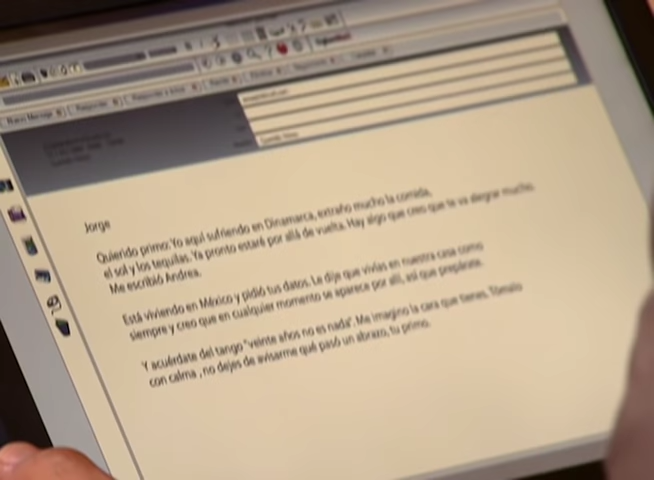 Jorge
Querido primo: Yo aquí sufriendo en Dinamarca, extraño mucho la comida,
el sol y los tequilas. Ya pronto estaré por allá de vuelta. Hay algo que creo que te va alegrar mucho.
Me escribió Andrea.
Está viviendo en México y pidió tus datos. Le dije que vivías en nuestra casa como
siempre y creo que en cualquier momento se aparece por allí, así que prepárate.
Y acuérdate del tango "veinte años no es nada". Me imagino la cara que tienes. Tómalo
con calma , no dejes de avisarme qué pasó un abrazo, tu primo.